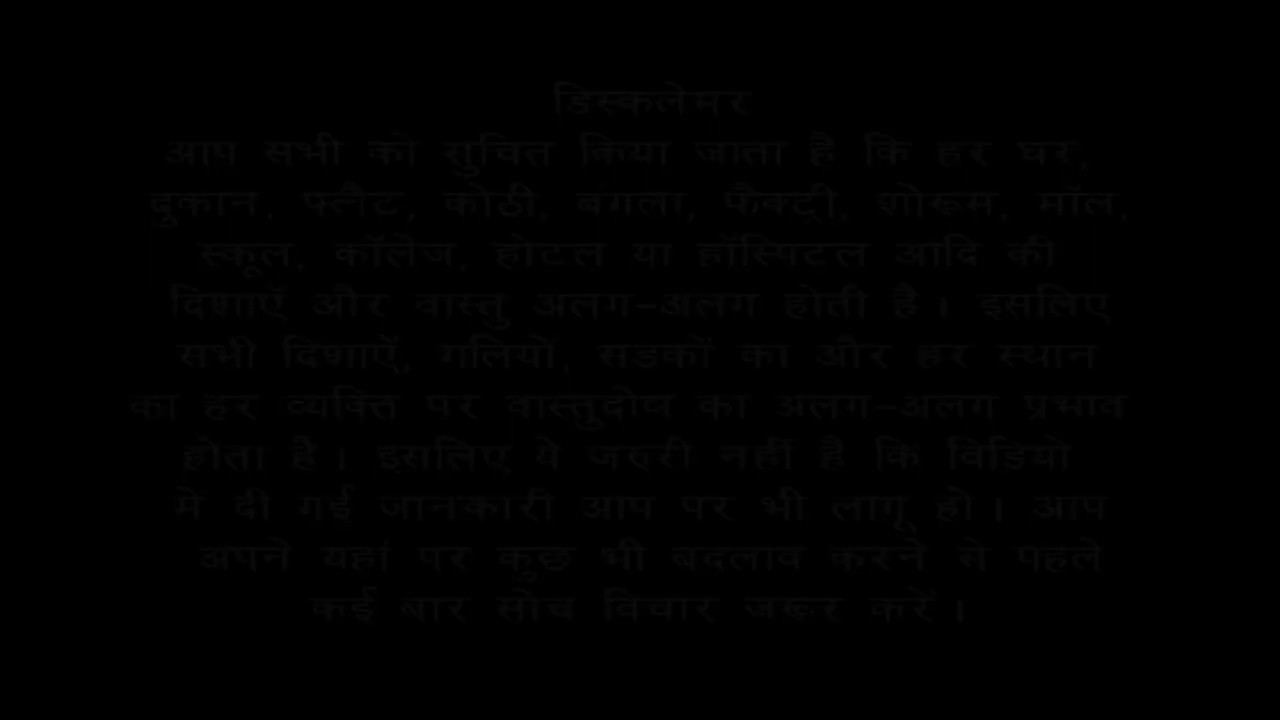 डिस्कलेमर
आप सभी को सुचित किया जाता है कि हर घर,
दुकान, फ्लैट, कोठी, बंगला, फैक्ट्री, शोरूम, मॉल,
स्कूल, कॉलेज, होटल या हॉस्पिटल आदि की
दिशाएँ और वास्तु अलग-अलग होती है। इसलिए
सभी दिशाएँ, गलियों, सडकों का और हर स्थान
का हर व्यक्ति पर वास्तुदोष का अलग-अलग प्रभाव
होता है। इसलिए ये जरुरी नहीं है कि विडियो
में दी गई जानकारी आप पर भी लागू हो। आप
अपने यहां पर कुछ भी बदलाव करने से पहले
कई बार सोच विचार जरूर करें।